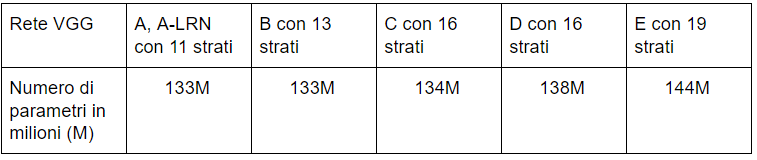 Rete VGG
A, A-LRN
con 11 strati
B con 13
strati
C con 16
strati
D con 16
strati
E con 19
strati
Numero di
parametri in
milioni (M)
133M
133M
134M
138M
144M